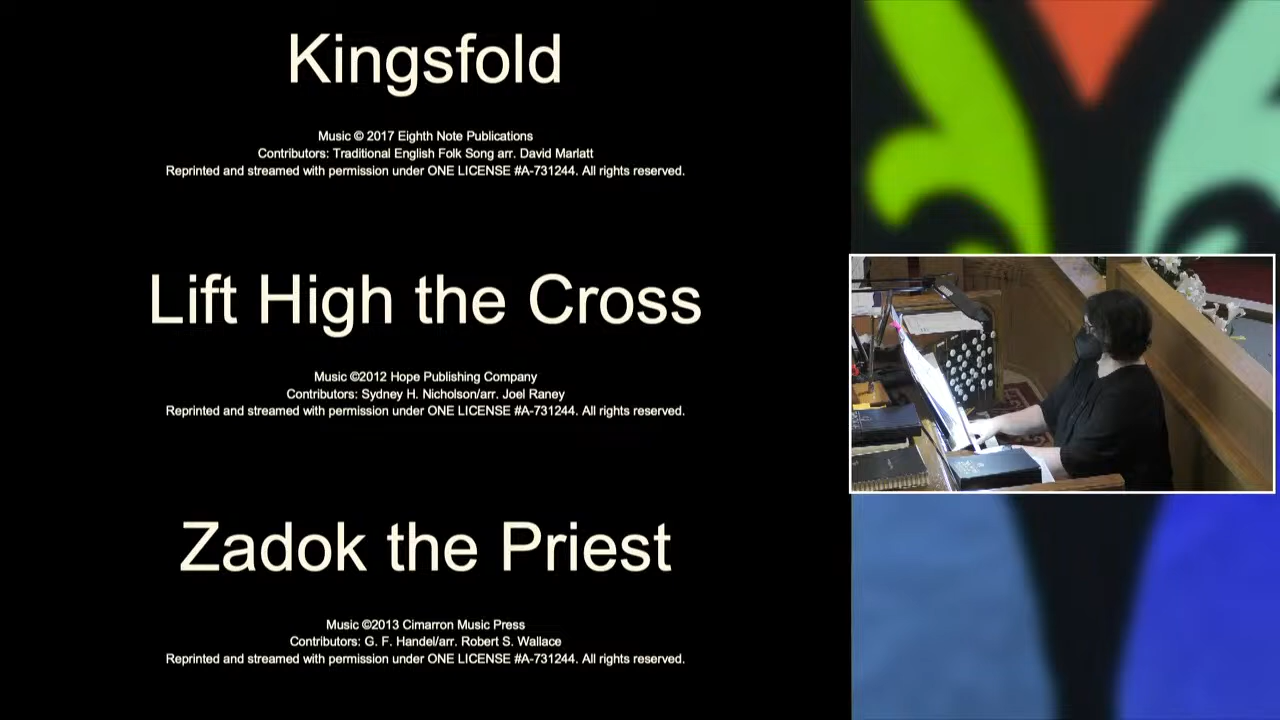 Kingsfold
Music © 2017 Eighth Note Publications
Contributors: Traditional English Folk Song arr. David Marlatt
Reprinted and streamed with permission under ONE LICENSE #A-731244. All rights reserved.
Lift High the Cross
Music ©2012 Hope Publishing Company
Contributors: Sydney H. Nicholson/arr. Joel Raney
Reprinted and streamed with permission under ONE LICENSE #A-731244. All rights reserved.
Zadok the Priest
Music ©2013 Cimarron Music Press
Contributors: G. F. Handel/arr. Robert S. Wallace
Reprinted and streamed with permission under ONE LICENSE #A-731244. All rights reserved.